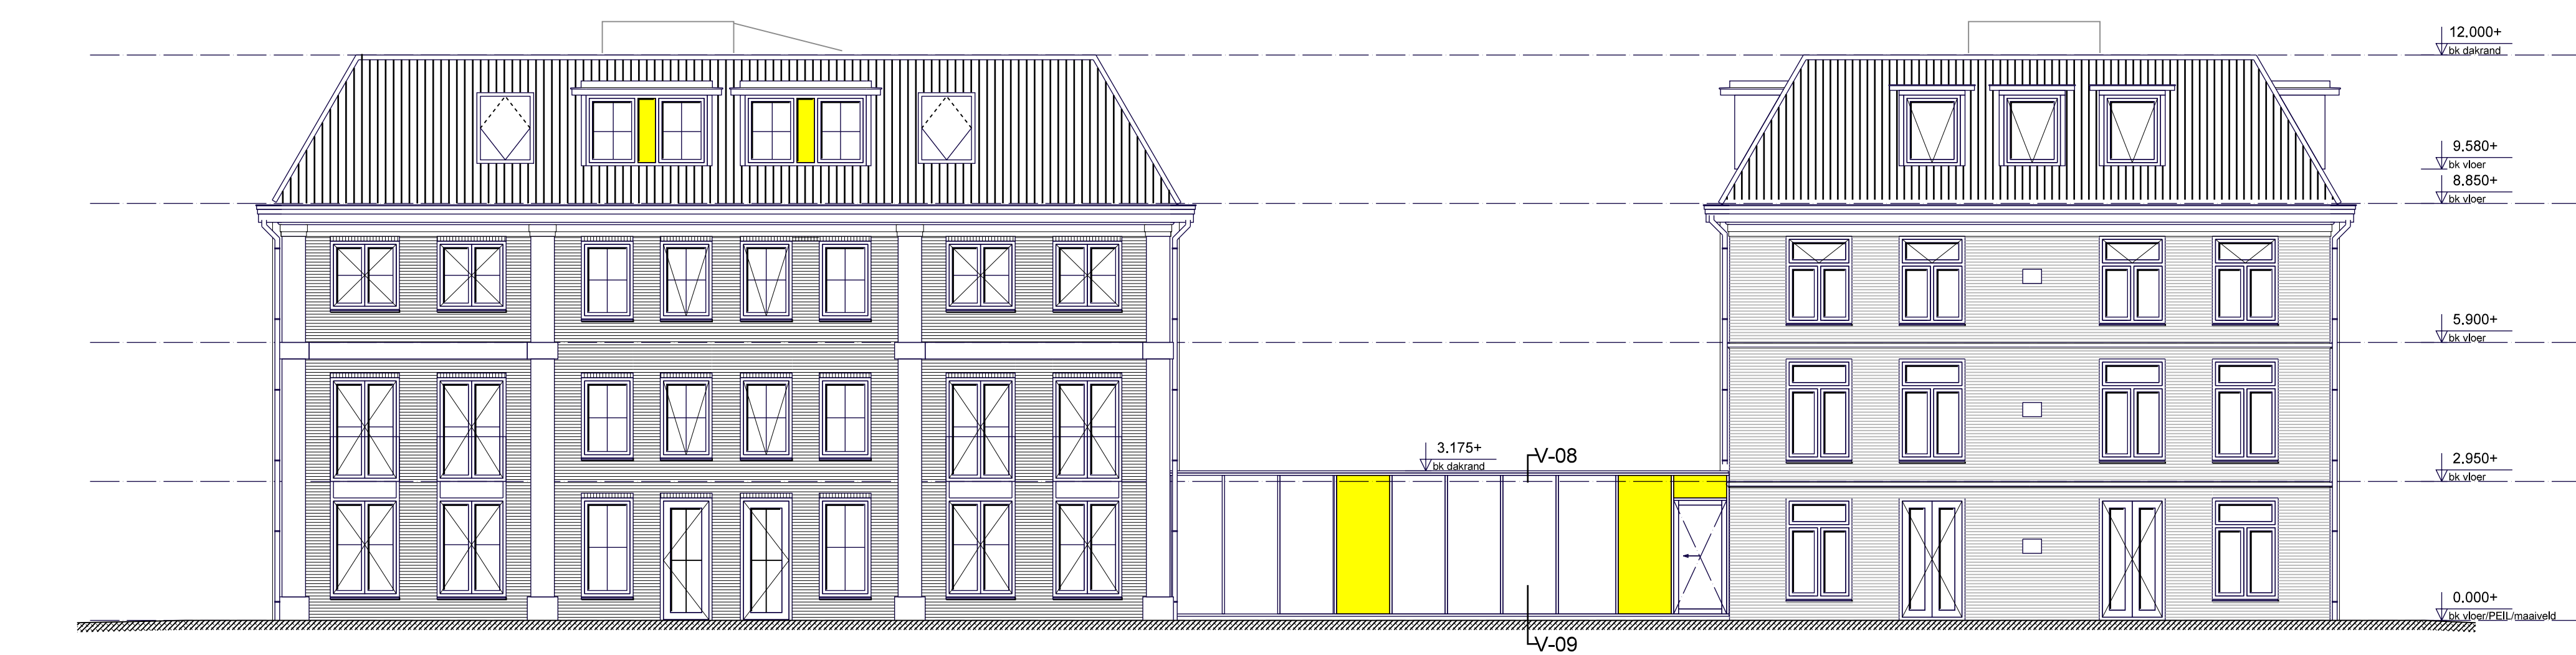 12.000+
bk dakrand
9.580+
bk vloer
8.850+
bk vloer
5.900+
bk vloer
3.175+
bk dakrand
V-08
2.950+
bk vloer
0.000+
bk vloer/PEIL/maaiveld
V-09